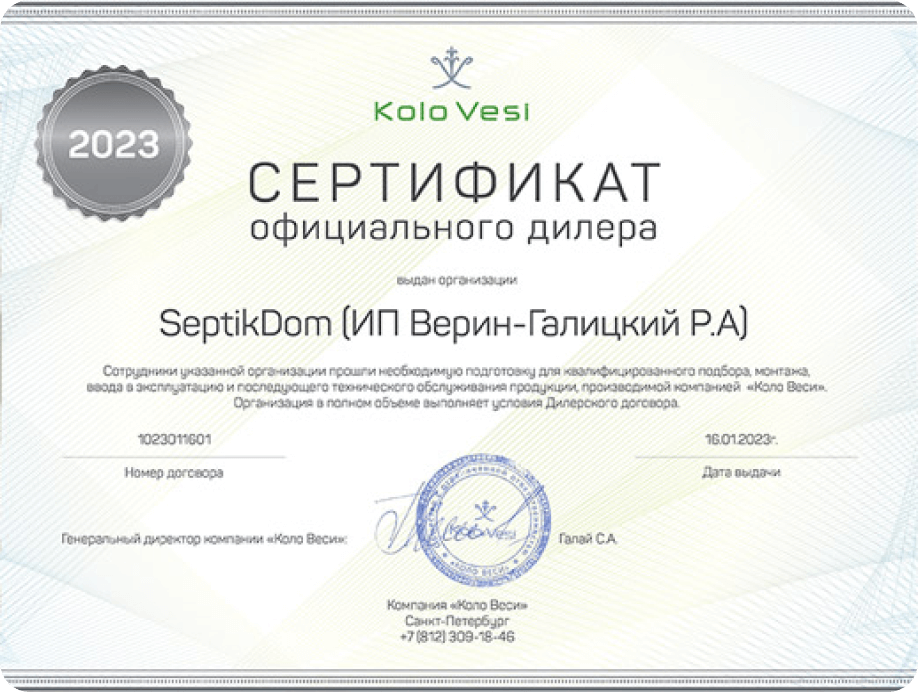 Kolo Vesi
2023
СЕРТИФИКАТ
официального дилера
выдан организации
SeptikDom (ИП Верин-Галицкий Р.А)
Сотрудники указанной организации прошли необходимую подготовку для квалифицированного подбора, монтажа,
ввода в эксплуатацию и последующего технического обслуживания продукции, производимой компанией «Коло Веси».
Организация в полном объеме выполняет условия Дилерского договора.
1023011601
16.01.2023г.
Номер договора
Дата выдачи
Генеральный директор компании «Коло Веси»:
Kolo Vesi
«КОЛО ВЕСИ»
Галай С.А.
Компания «Коло Веси»
Санкт-Петербург
+7 (812) 309-18-46